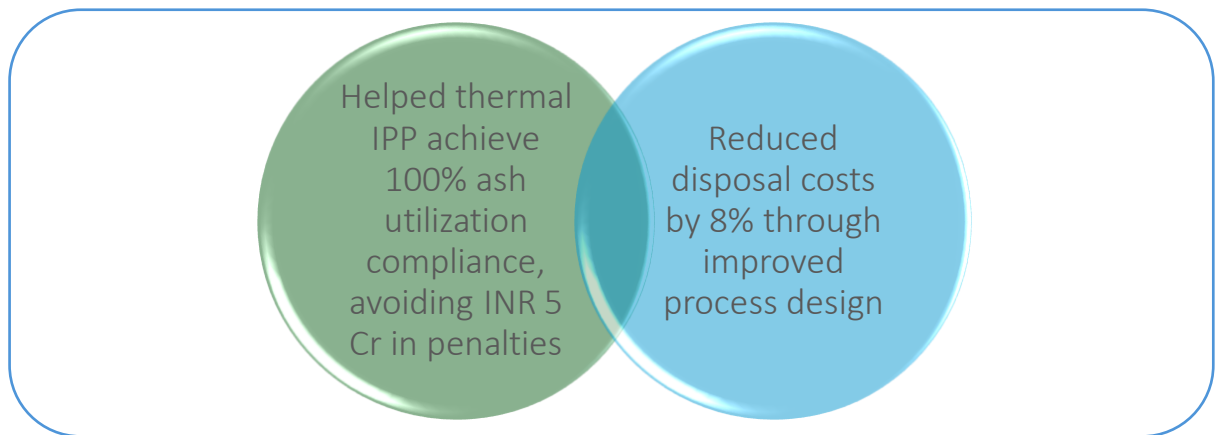 Helped thermal
IPP achieve
100% ash
utilization
compliance,
avoiding INR 5
Cr in penalties
Reduced
disposal costs
by 8% through
improved
process design